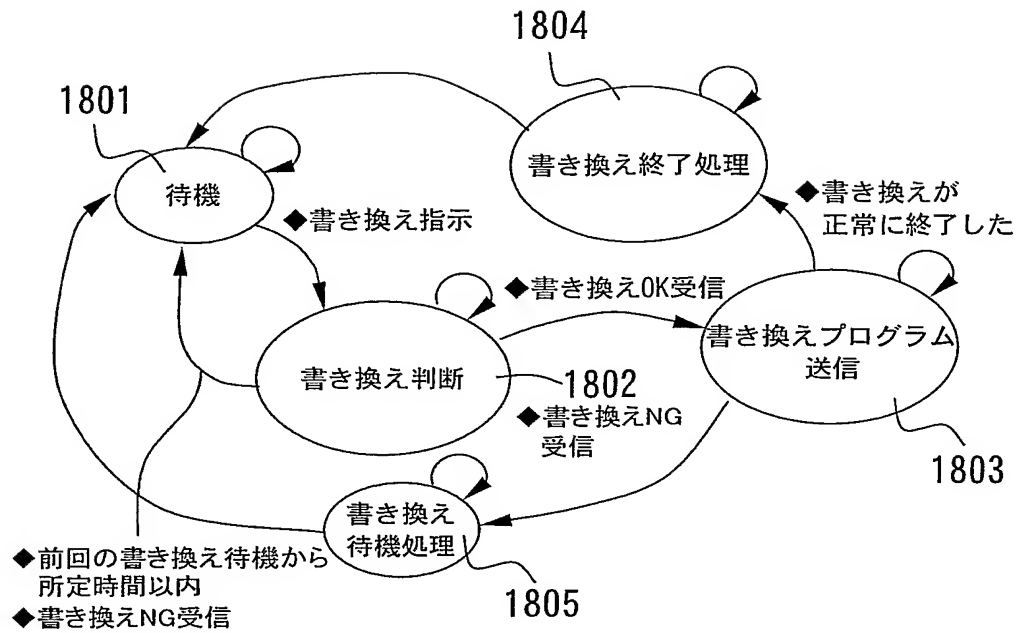 1804
1801
書き換え終了処理
待機
◆書き換えが
正常に終了した
◆書き換え指示
◆書き換えOK受信
書き換えプログラム
送信
書き換え判断
1802
◆書き換えNG
受信
1803
書き換え
待機処理
◆前回の書き換え待機から
所定時間以内
◆書き換えNG受信
1805